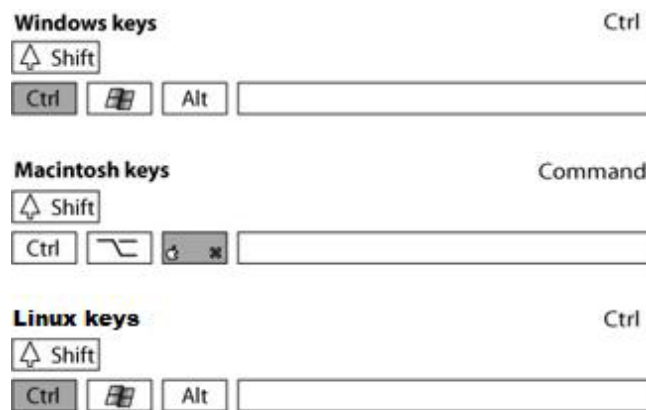 Windows keys Ctrl
Shift
Ctrl Alt
Macintosh keys Command
Shift
Ctrl
Linux keys Ctrl
Shift
Ctrl Alt